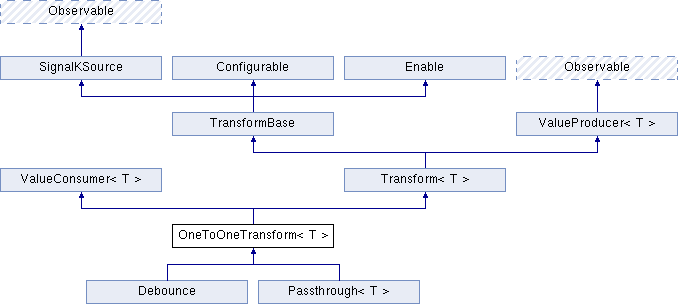 Observable
SignalKSource
Configurable
Enable
Observable
TransformBase
ValueProducer< T >
ValueConsumer< T >
Transform< T >
OneToOneTransform< T >
Debounce
Passthrough< T >